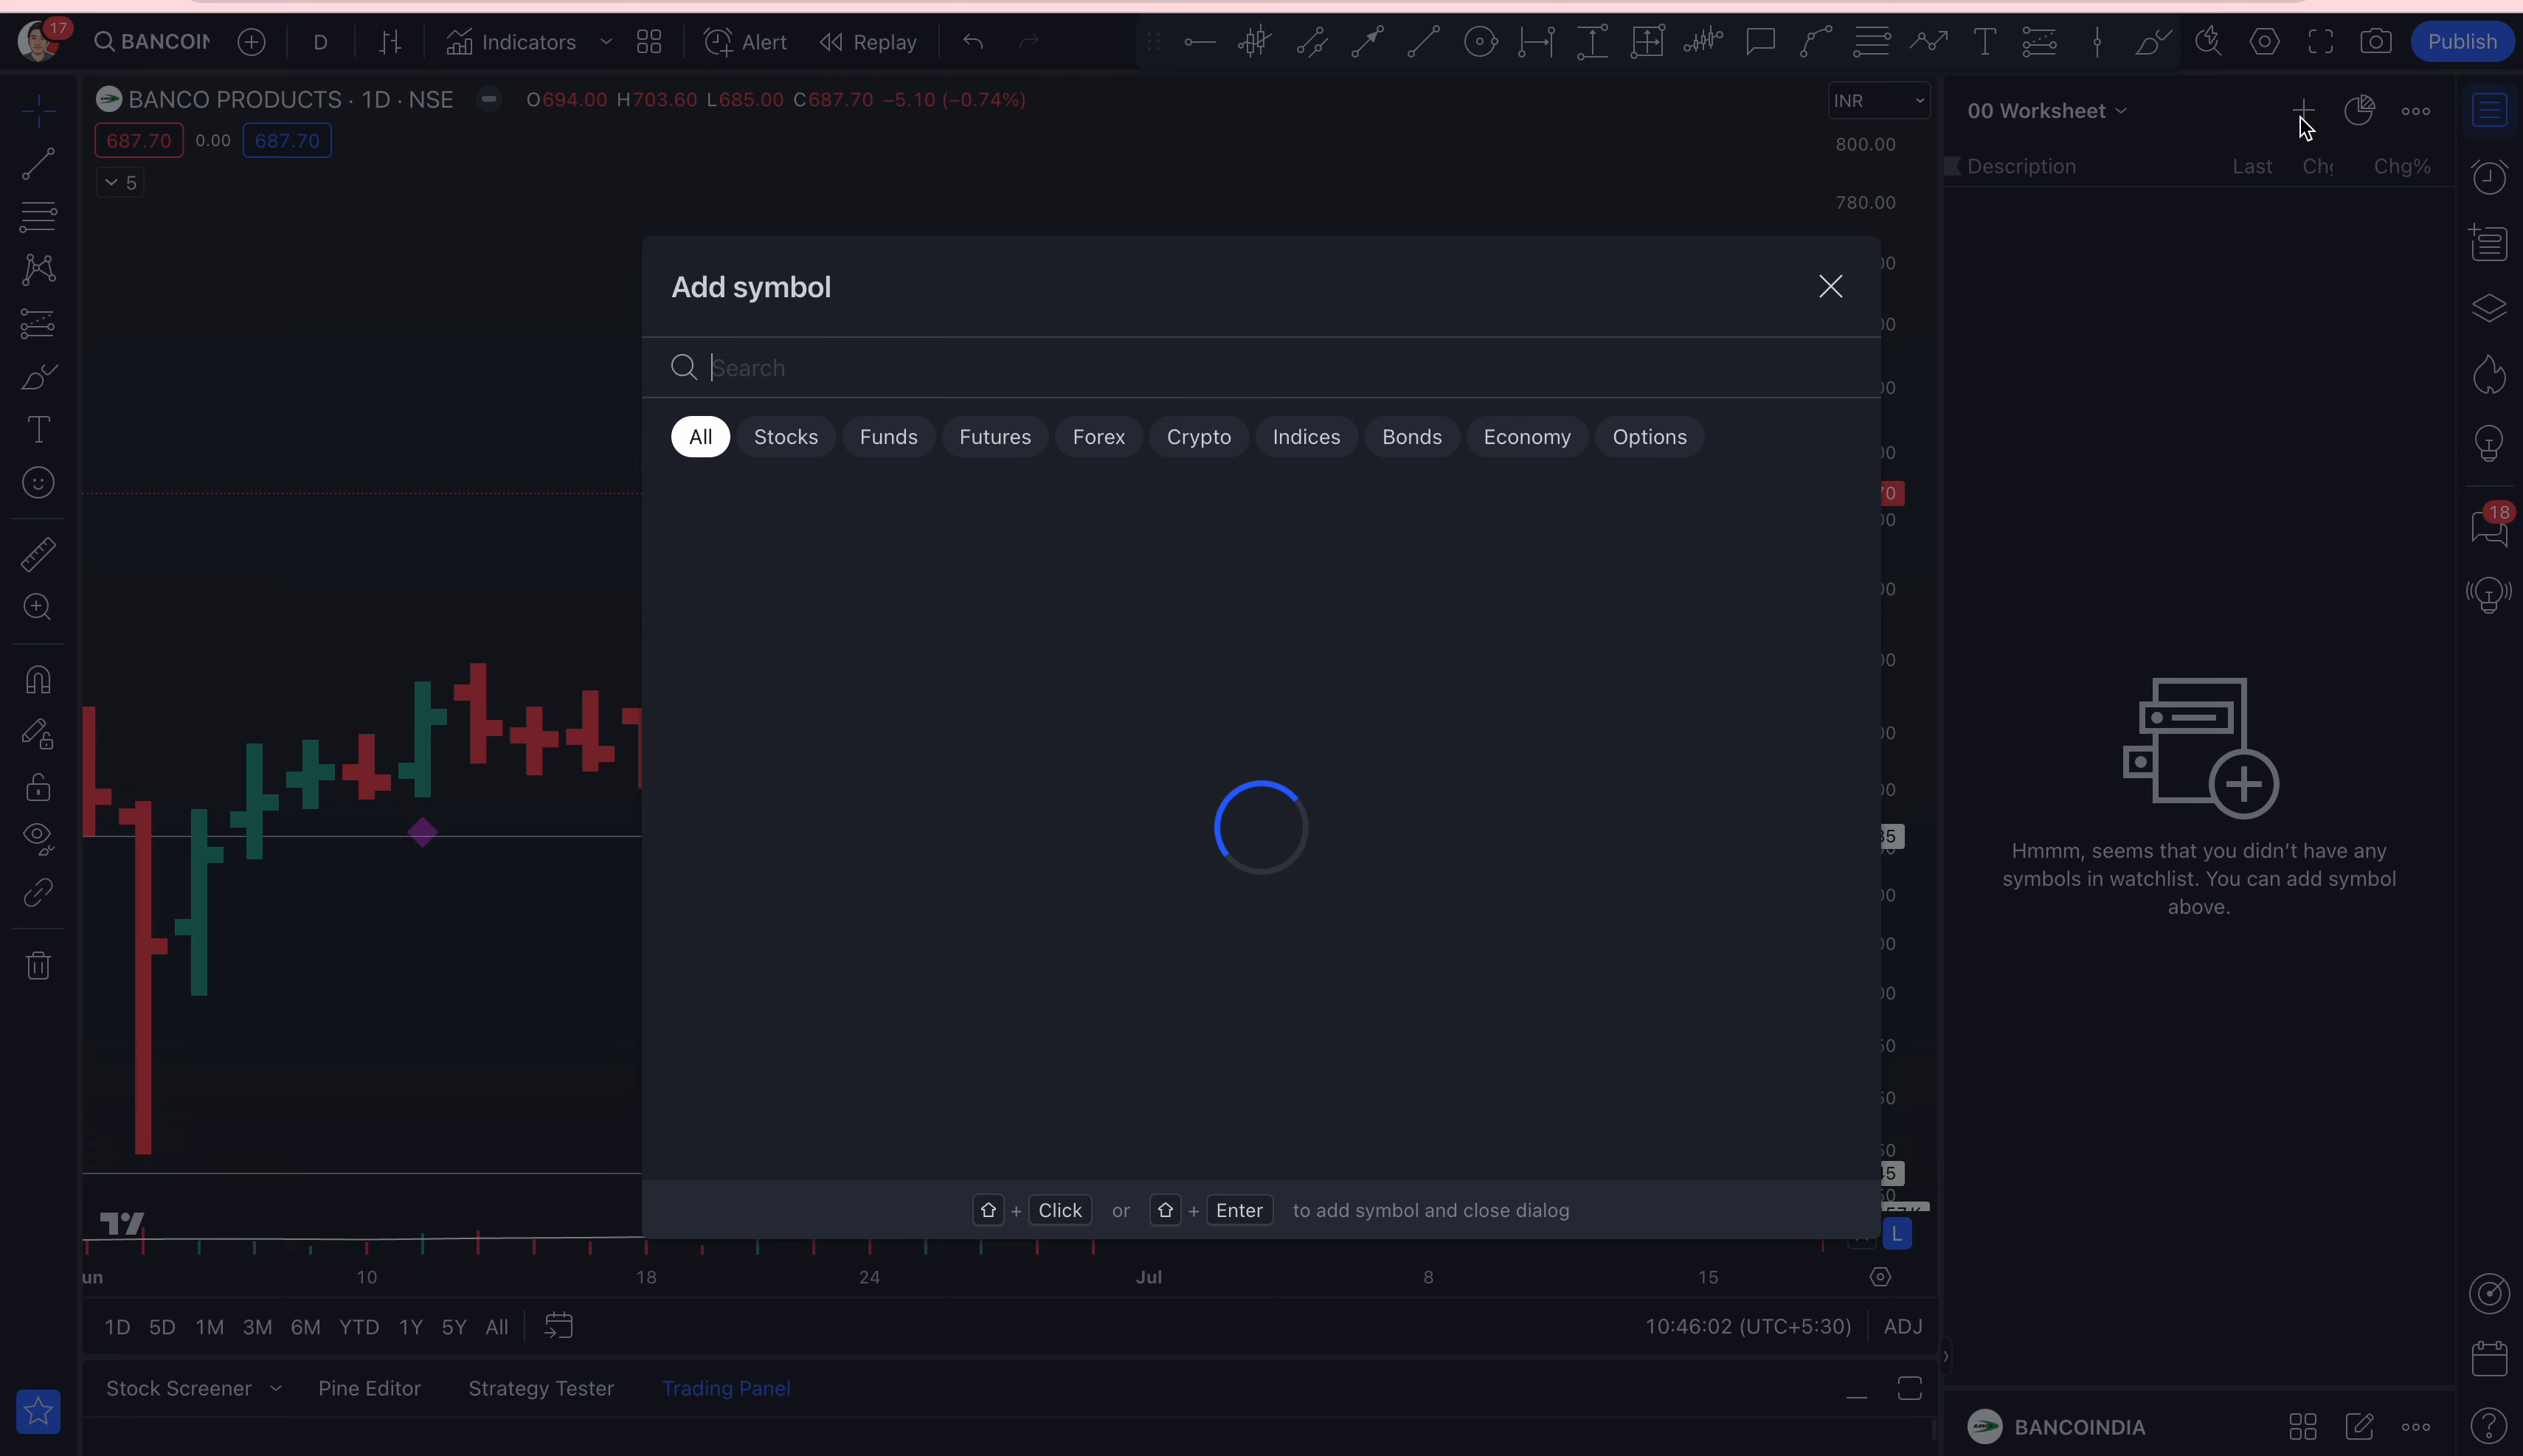 17
BANCOIN
D
Indicators
Alert
Replay
Publish
BANCO PRODUCTS · 1D · NSE
O694.00 H703.60 L685.00 C687.70 −5.10 (−0.74%)
INR
687.70 0.00 687.70
5
800.00
780.00
00 Worksheet
Description Last Chg Chg%
Add symbol
Search
All Stocks Funds Futures Forex Crypto Indices Bonds Economy Options
18
Hmmm, seems that you didn’t have any
symbols in watchlist. You can add symbol
above.
+ Click or + Enter to add symbol and close dialog
L
un 10 18 24 Jul 8 15
1D 5D 1M 3M 6M YTD 1Y 5Y All
10:46:02 (UTC+5:30) ADJ
Stock Screener Pine Editor Strategy Tester Trading Panel
BANCOINDIA